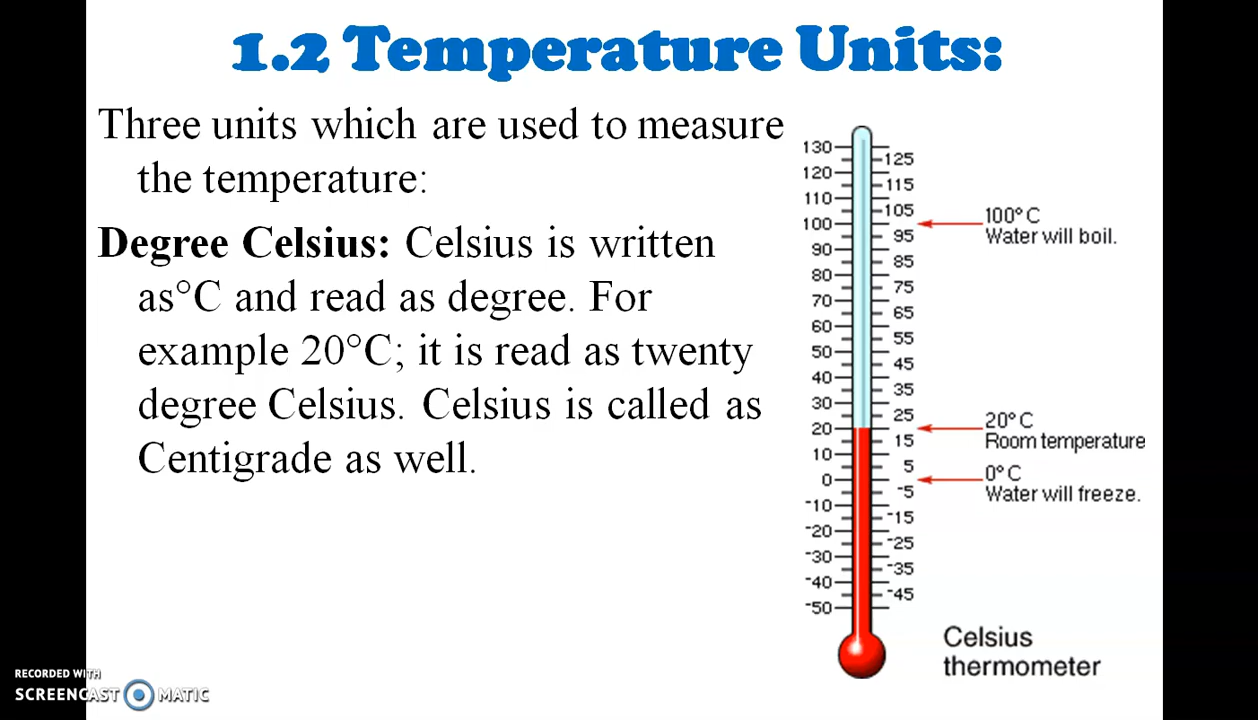 1.2 Temperature Units:
Three units which are used to measure
the temperature:
Degree Celsius: Celsius is written
as°C and read as degree. For
example 20°C; it is read as twenty
degree Celsius. Celsius is called as
Centigrade as well.
130
125
120
115
110
105
100
95
90
85
80
75
70
65
60
55
50
45
40
35
30
25
20
15
10
5
0
-5
-10
-15
-20
-25
-30
-35
-40
-45
-50
100°C
Water will boil.
20°C
Room temperature
0°C
Water will freeze.
Celsius
thermometer
RECORDED WITH
SCREENCAST MATIC